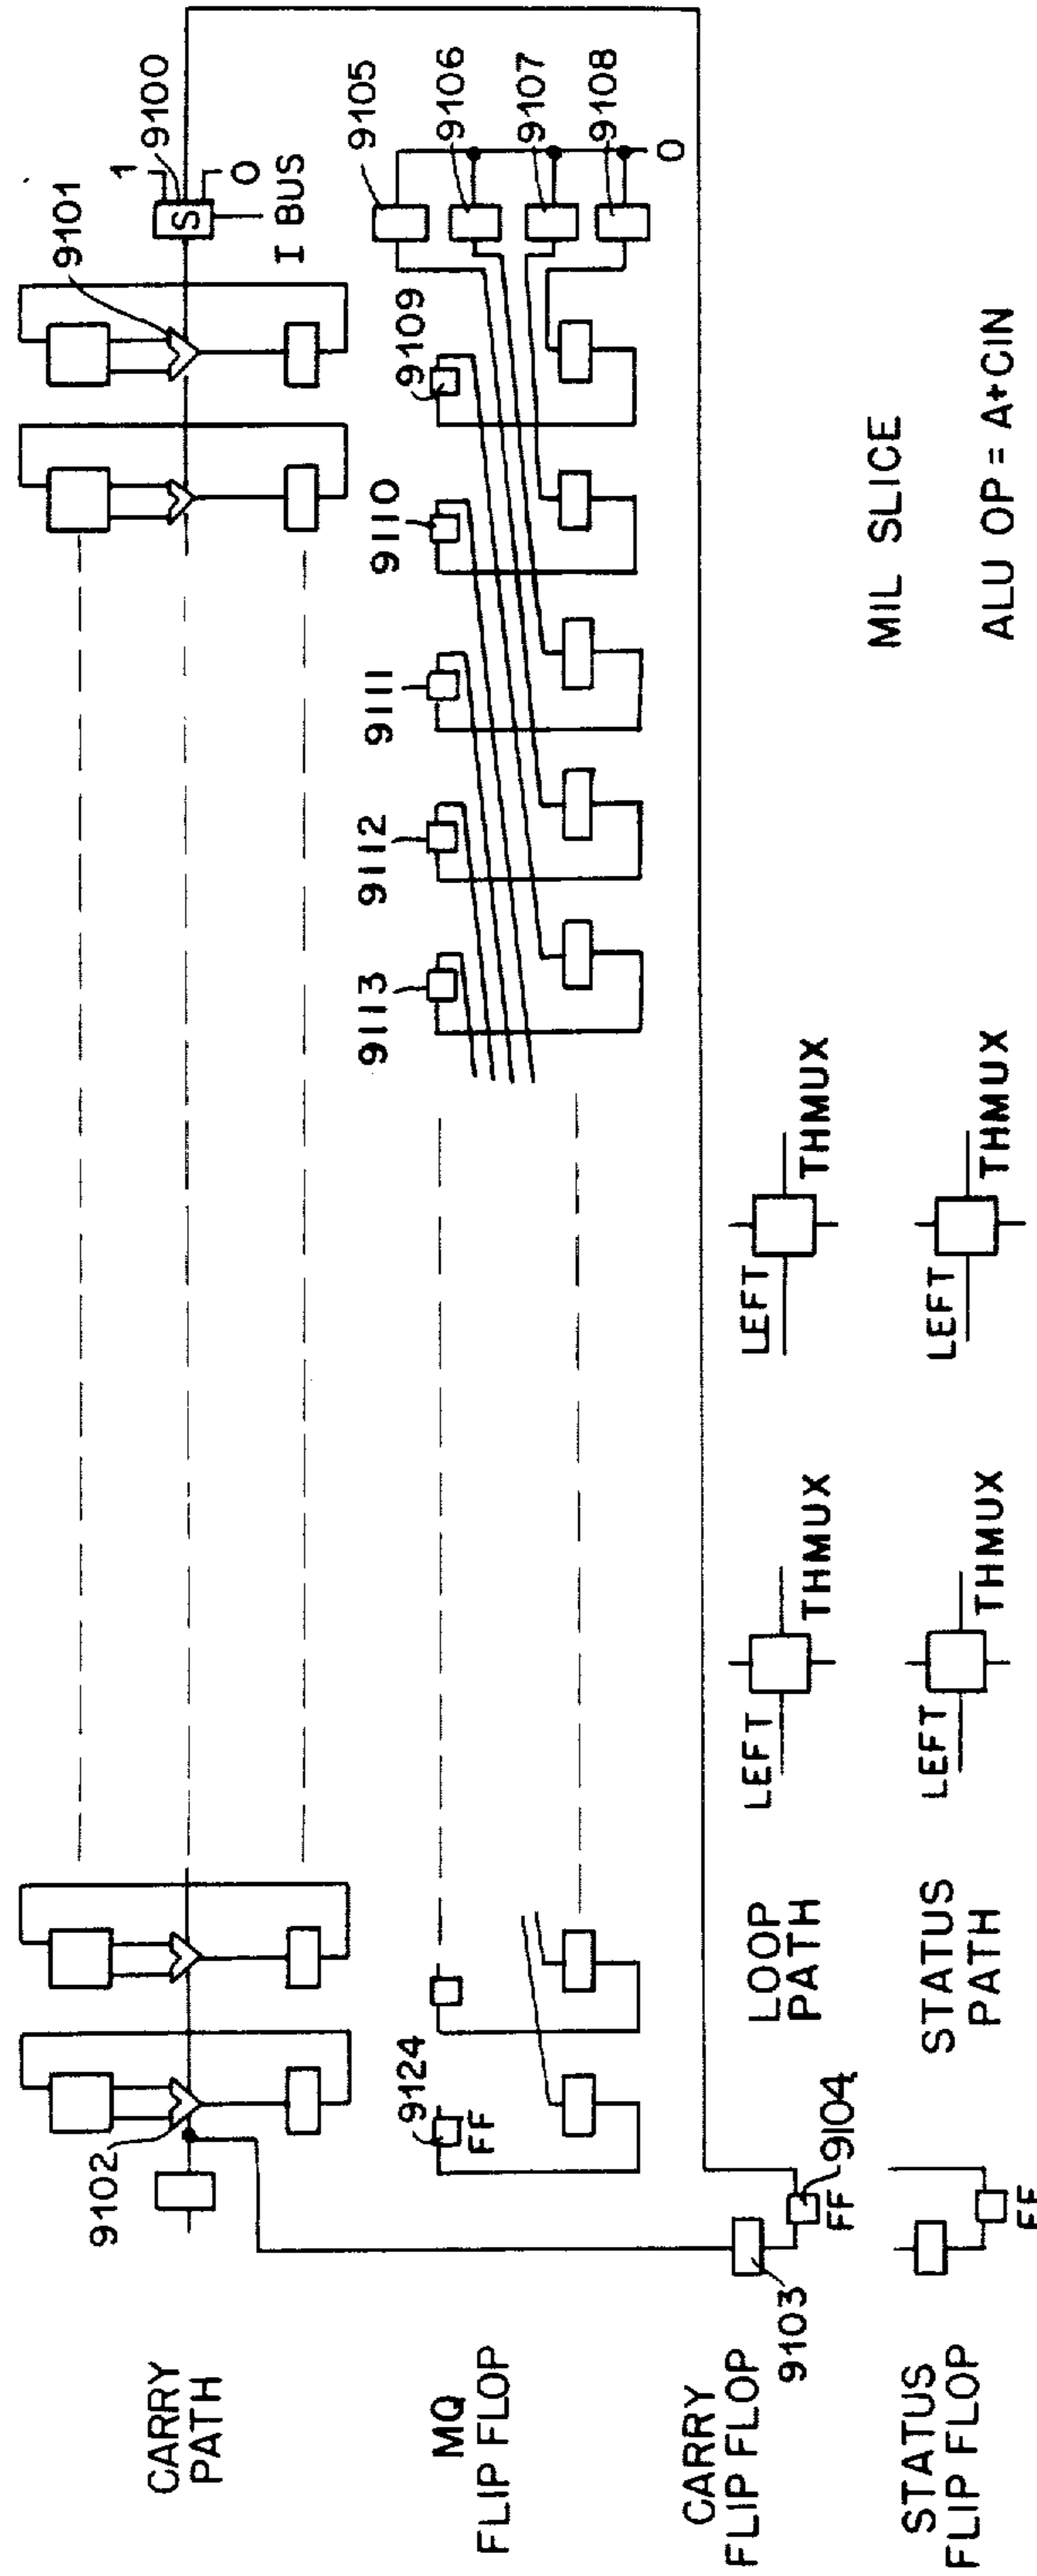 CARRY
PATH
9102
9101
1
9100
S
0
I BUS
MQ
FLIP FLOP
9124
FF
9113
9112
9111
9110
9109
9105
9106
9107
9108
0
CARRY
FLIP FLOP
9103
9104
FF
LOOP
PATH
LEFT
THMUX
LEFT
THMUX
MIL SLICE
STATUS
FLIP FLOP
FF
STATUS
PATH
LEFT
THMUX
LEFT
THMUX
ALU OP = A+CIN